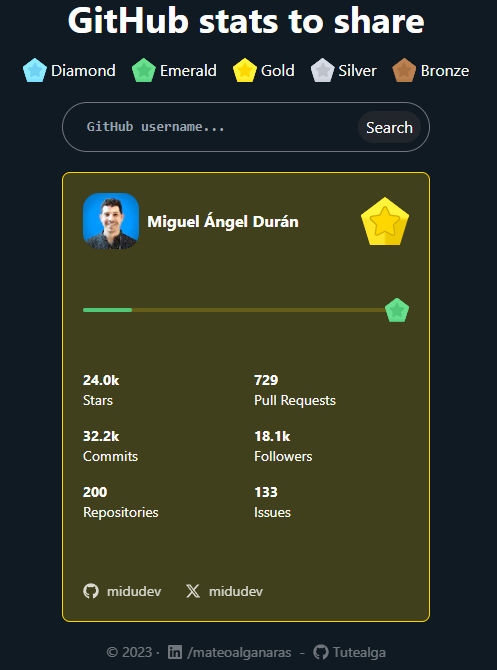 GitHub stats to share
Diamond Emerald Gold Silver Bronze
GitHub username... Search
Miguel Ángel Durán
24.0k 729
Stars Pull Requests
32.2k 18.1k
Commits Followers
200 133
Repositories Issues
midudev midudev
© 2023 · /mateoalganaras - Tutealga